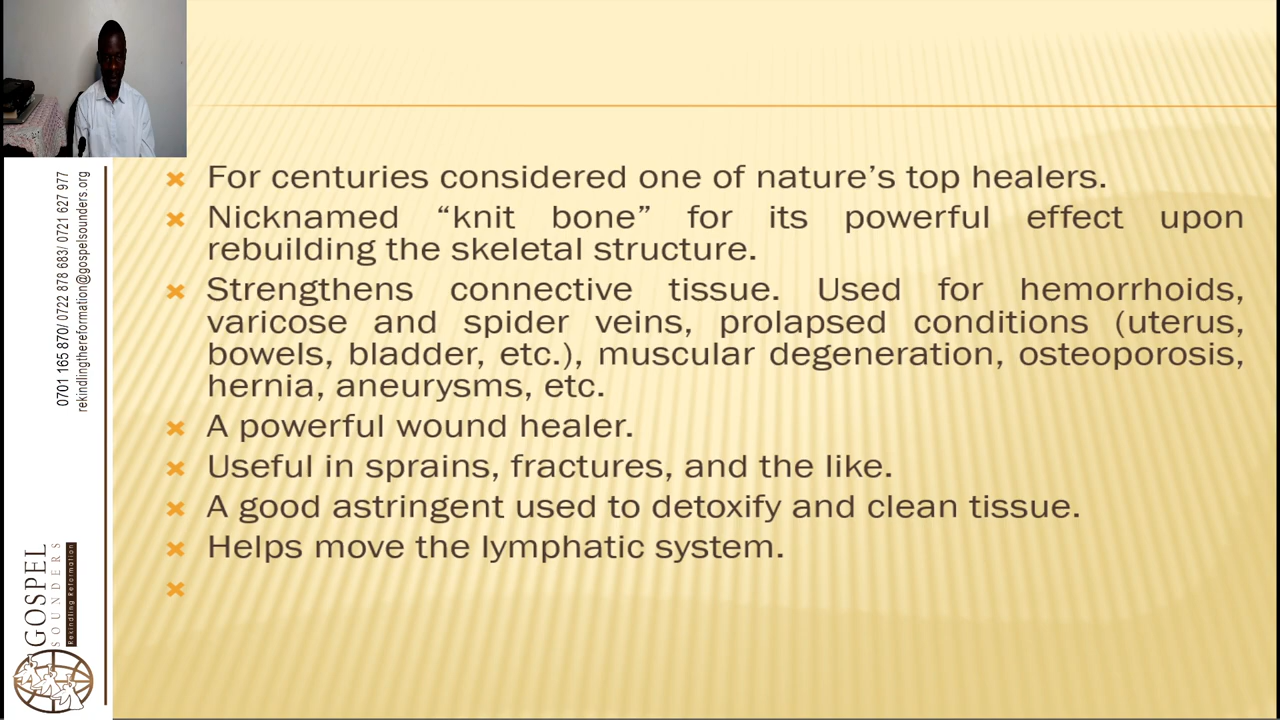 For centuries considered one of nature's top healers.
Nicknamed “knit bone” for its powerful effect upon
rebuilding the skeletal structure.
Strengthens connective tissue. Used for hemorrhoids,
varicose and spider veins, prolapsed conditions (uterus,
bowels, bladder, etc.), muscular degeneration, osteoporosis,
hernia, aneurysms, etc.
A powerful wound healer.
Useful in sprains, fractures, and the like.
A good astringent used to detoxify and clean tissue.
Helps move the lymphatic system.
0701 165 870/ 0722 878 683/ 0721 627 977
rekindlingthereformation@gospelsounders.org
GOSPEL
SOUNDERS
Rekindling Reformation